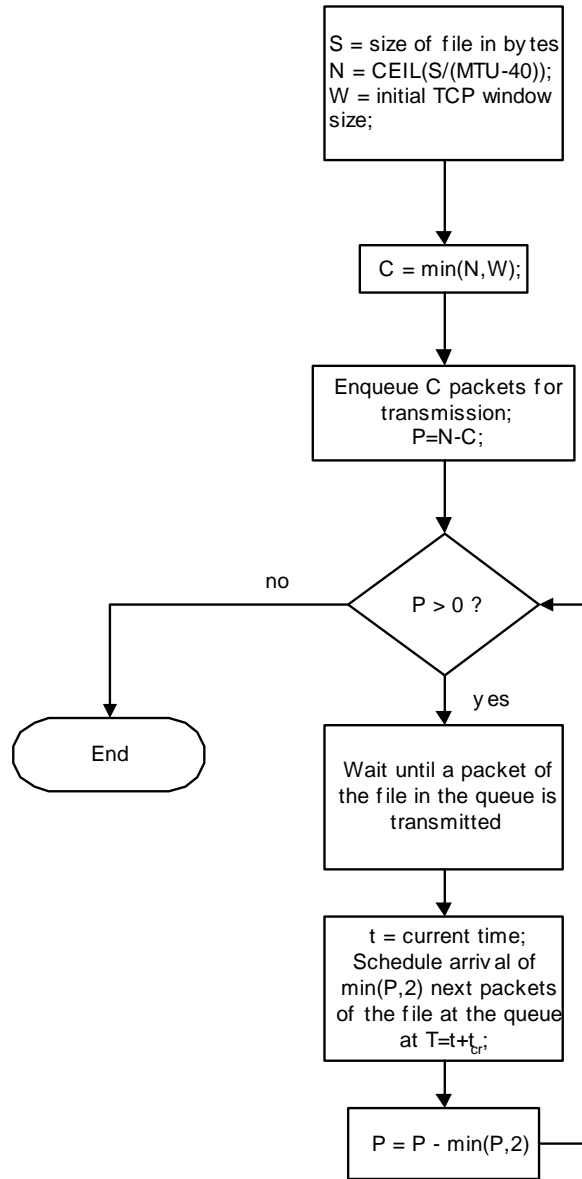 S = size of file in bytes
N = CEIL(S/(MTU-40));
W = initial TCP window
size;
C = min(N,W);
Enqueue C packets for
transmission;
P=N-C;
P > 0 ?
no
yes
End
Wait until a packet of
the file in the queue is
transmitted
t = current time;
Schedule arrival of
min(P,2) next packets
of the file at the queue
at T=t+tcr;
P = P - min(P,2)